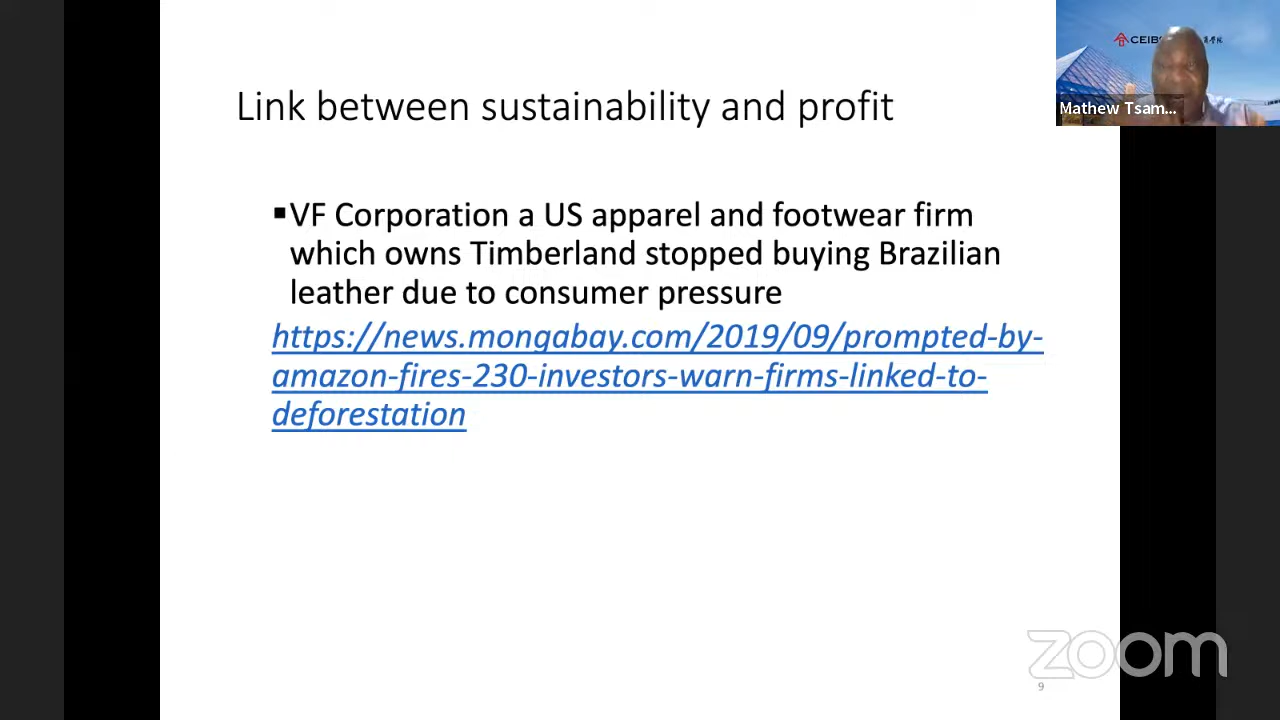 Link between sustainability and profit
▪VF Corporation a US apparel and footwear firm
which owns Timberland stopped buying Brazilian
leather due to consumer pressure
https://news.mongabay.com/2019/09/prompted-by-
amazon-fires-230-investors-warn-firms-linked-to-
deforestation
Mathew Tsam...
zoom
9